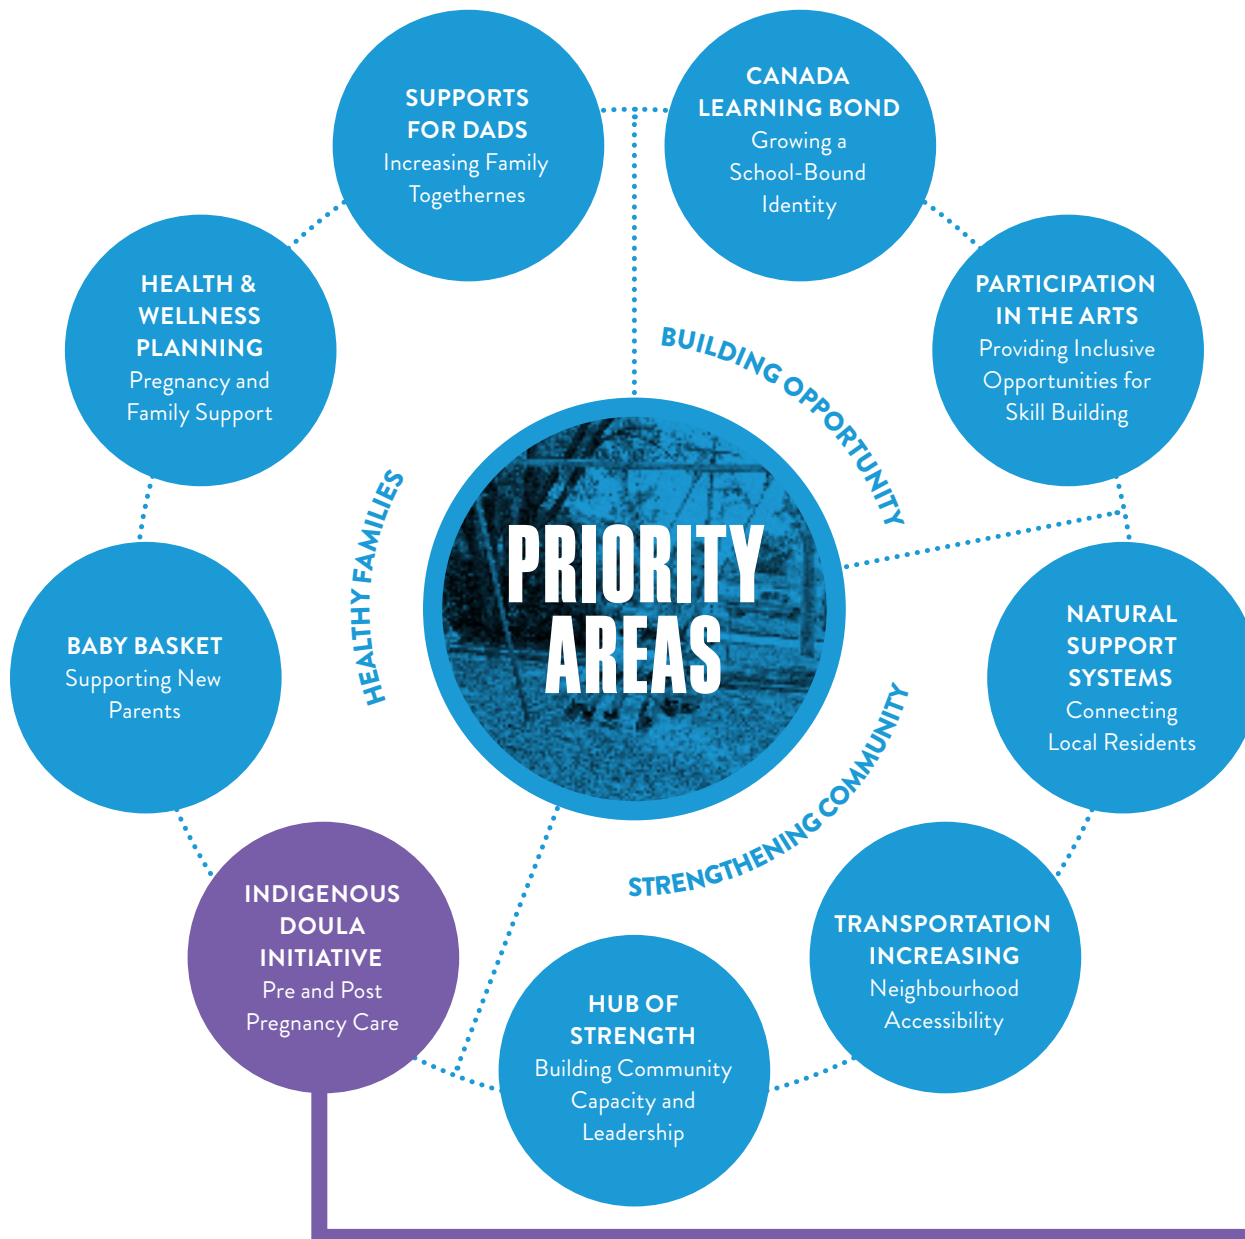 SUPPORTS
FOR DADS
Increasing Family
Togethernes
CANADA
LEARNING BOND
Growing a
School-Bound
Identity
HEALTH &
WELLNESS
PLANNING
Pregnancy and
Family Support
PARTICIPATION
IN THE ARTS
Providing Inclusive
Opportunities for
Skill Building
BUILDING OPPORTUNITY
HEALTHY FAMILIES
PRIORITY
AREAS
BABY BASKET
Supporting New
Parents
NATURAL
SUPPORT
SYSTEMS
Connecting
Local Residents
STRENGTHENING COMMUNITY
INDIGENOUS
DOULA
INITIATIVE
Pre and Post
Pregnancy Care
TRANSPORTATION
INCREASING
Neighbourhood
Accessibility
HUB OF
STRENGTH
Building Community
Capacity and
Leadership